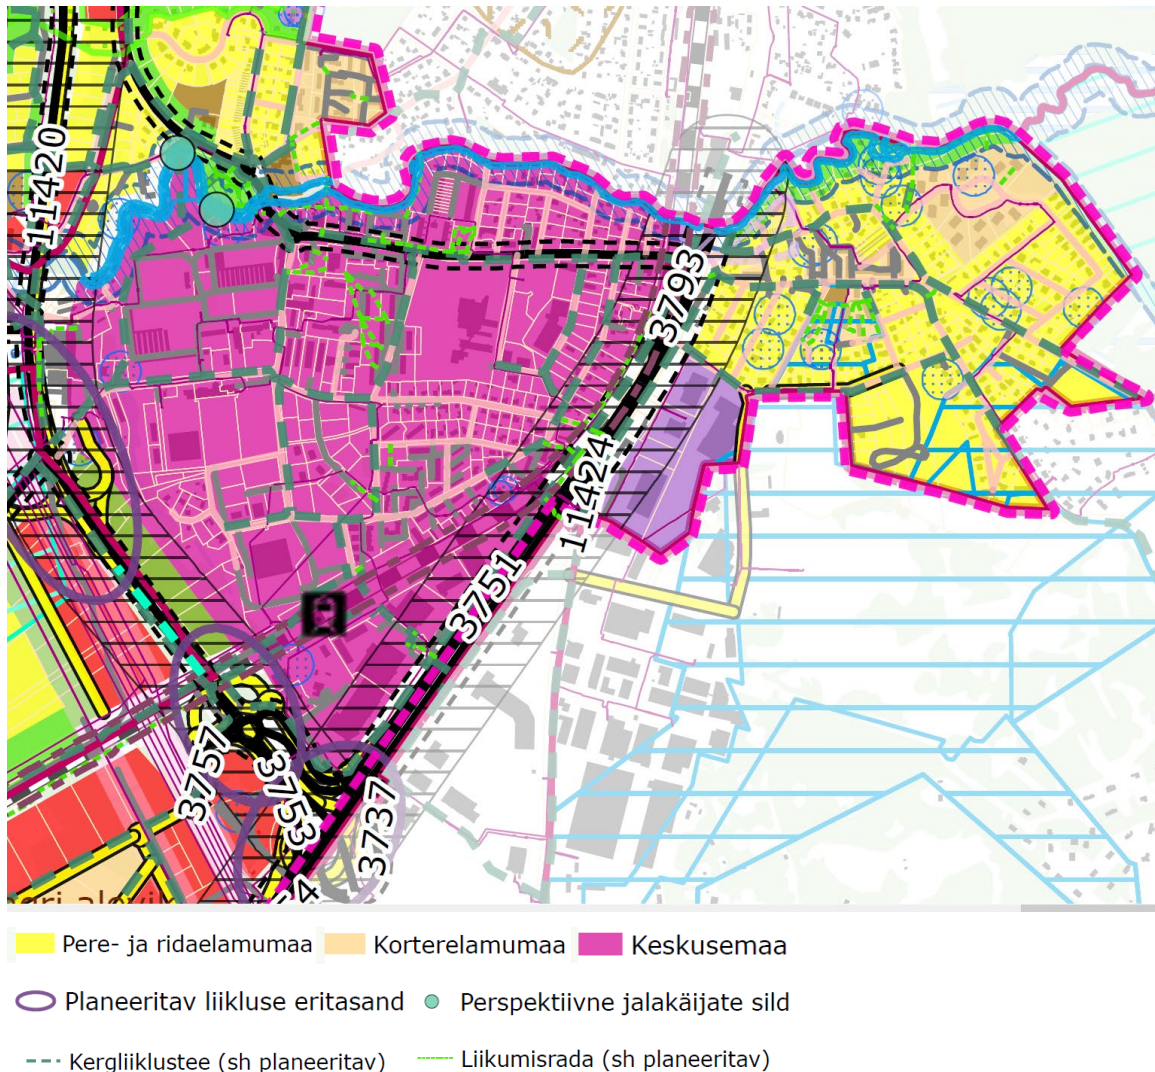 11420
3793
11424
3751
3757
3753
3737
Pere- ja ridaelamumaa Korterelamumaa Keskusemaa
Planeeritav liikluse eritasand Perspektiivne jalakäijate sild
Kergliiklustee (sh planeeritav) Liikumisrada (sh planeeritav)